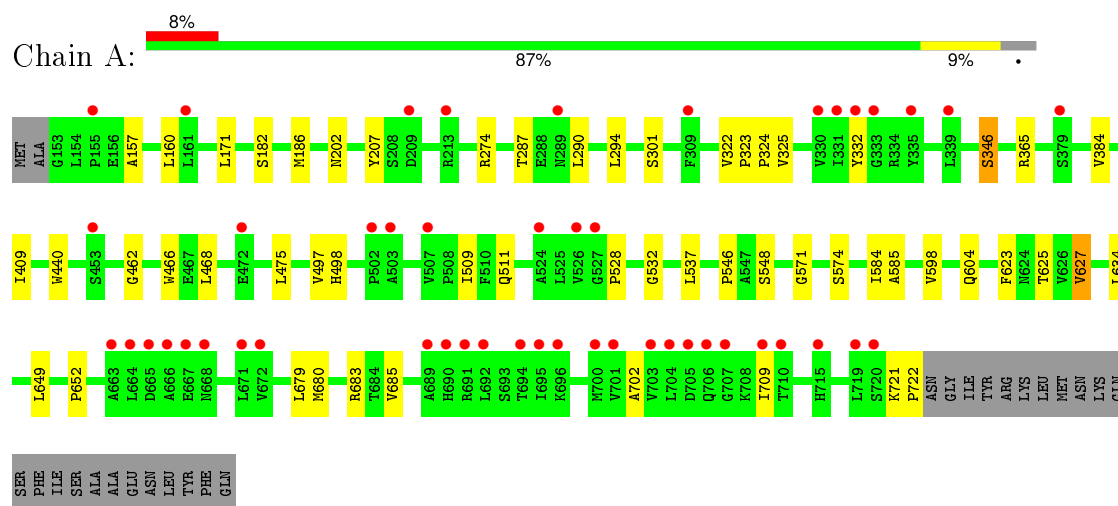 8%
Chain A:
87% 9% •
MET ALA G153 L154 P155 E156 A157 L160 L161 L171 S182 M186 N202 Y207 S208 D209 R213 R274 T287 E288 N289 L290 L294 S301 F309 V322 P323 P324 V325 V330 I331 Y332 G333 R334 Y335 L339 S346 R365 S379 V384
I409 W440 S453 G462 W466 E467 L468 E472 L475 V497 H498 P502 A503 V507 P508 I509 F510 Q511 A524 L525 V526 G527 P528 G532 L537 P546 A547 S548 G571 S574 I584 A585 V598 Q604 F623 N624 T625 V626 V627 L634
L649 P652 A663 L664 D665 A666 E667 N668 L671 V672 L679 M680 R683 T684 V685 A689 H690 R691 L692 S693 T694 I695 K696 M700 V701 A702 V703 L704 D705 Q706 G707 K708 I709 T710 H715 L719 S720 K721 P722 ASN GLY ILE TYR ARG LYS LEU MET ASN LYS GLN
SER PHE ILE SER ALA ALA GLU ASN LEU TYR PHE GLN